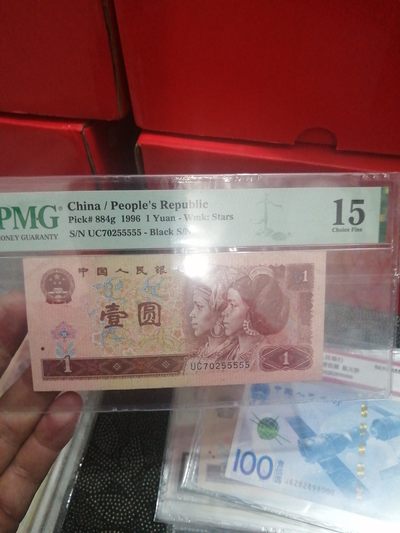 PMG
MONEY GUARANTY
China / People's Republic
Pick# 884g 1996 1 Yuan - Wmk: Stars
S/N UC70255555 - Black S/N
15
Choice Fine
中国人民银
1
壹圆
1
UC70255555
1
100